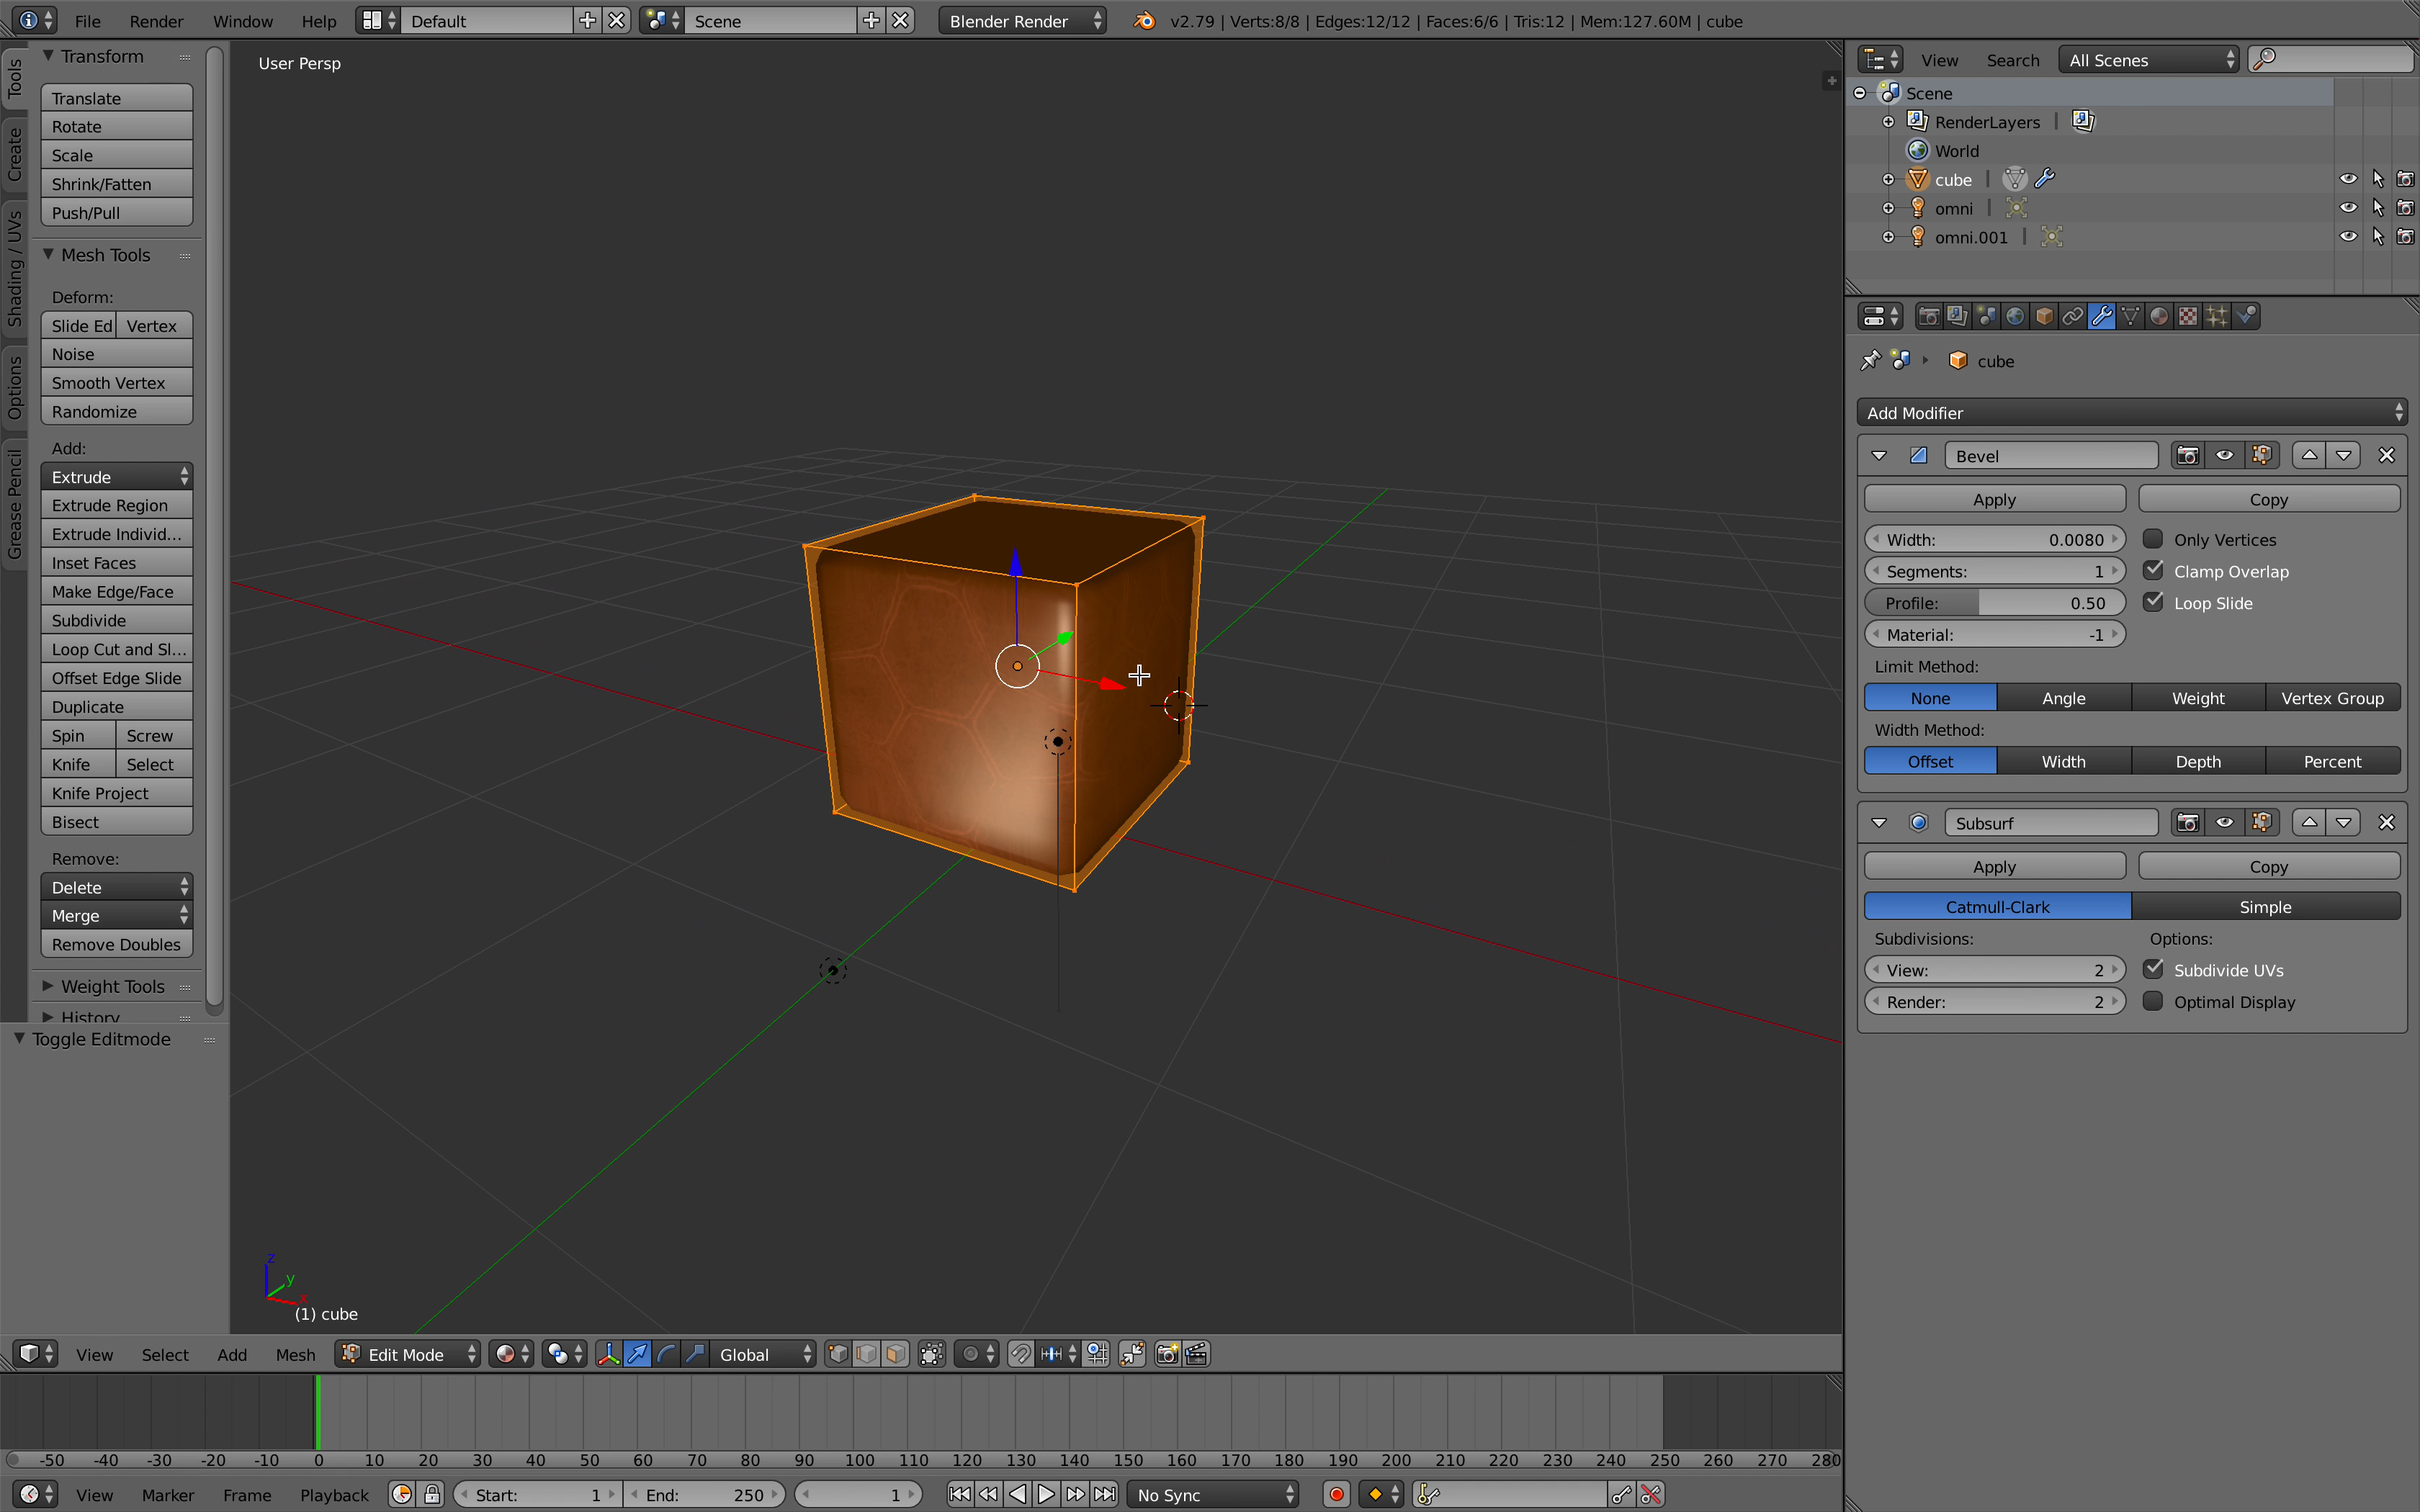 File Render Window Help Default Scene Blender Render v2.79 | Verts:8/8 | Edges:12/12 | Faces:6/6 | Tris:12 | Mem:127.60M | cube
Tools
Create
Shading / UVs
Options
Grease Pencil
Transform
Translate
Rotate
Scale
Shrink/Fatten
Push/Pull
Mesh Tools
Deform:
Slide Ed Vertex
Noise
Smooth Vertex
Randomize
Add:
Extrude
Extrude Region
Extrude Individ...
Inset Faces
Make Edge/Face
Subdivide
Loop Cut and Sl...
Offset Edge Slide
Duplicate
Spin Screw
Knife Select
Knife Project
Bisect
Remove:
Delete
Merge
Remove Doubles
Weight Tools
History
Toggle Editmode
User Persp
z
y
x
(1) cube
View Select Add Mesh Edit Mode Global
-50 -40 -30 -20 -10 0 10 20 30 40 50 60 70 80 90 100 110 120 130 140 150 160 170 180 190 200 210 220 230 240 250 260 270 280
View Marker Frame Playback Start: 1 End: 250 1 No Sync
View Search All Scenes
Scene
RenderLayers |
World
cube |
omni |
omni.001 |
cube
Add Modifier
Bevel
Apply Copy
Width: 0.0080 Only Vertices
Segments: 1 Clamp Overlap
Profile: 0.50 Loop Slide
Material: -1
Limit Method:
None Angle Weight Vertex Group
Width Method:
Offset Width Depth Percent
Subsurf
Apply Copy
Catmull-Clark Simple
Subdivisions: Options:
View: 2 Subdivide UVs
Render: 2 Optimal Display